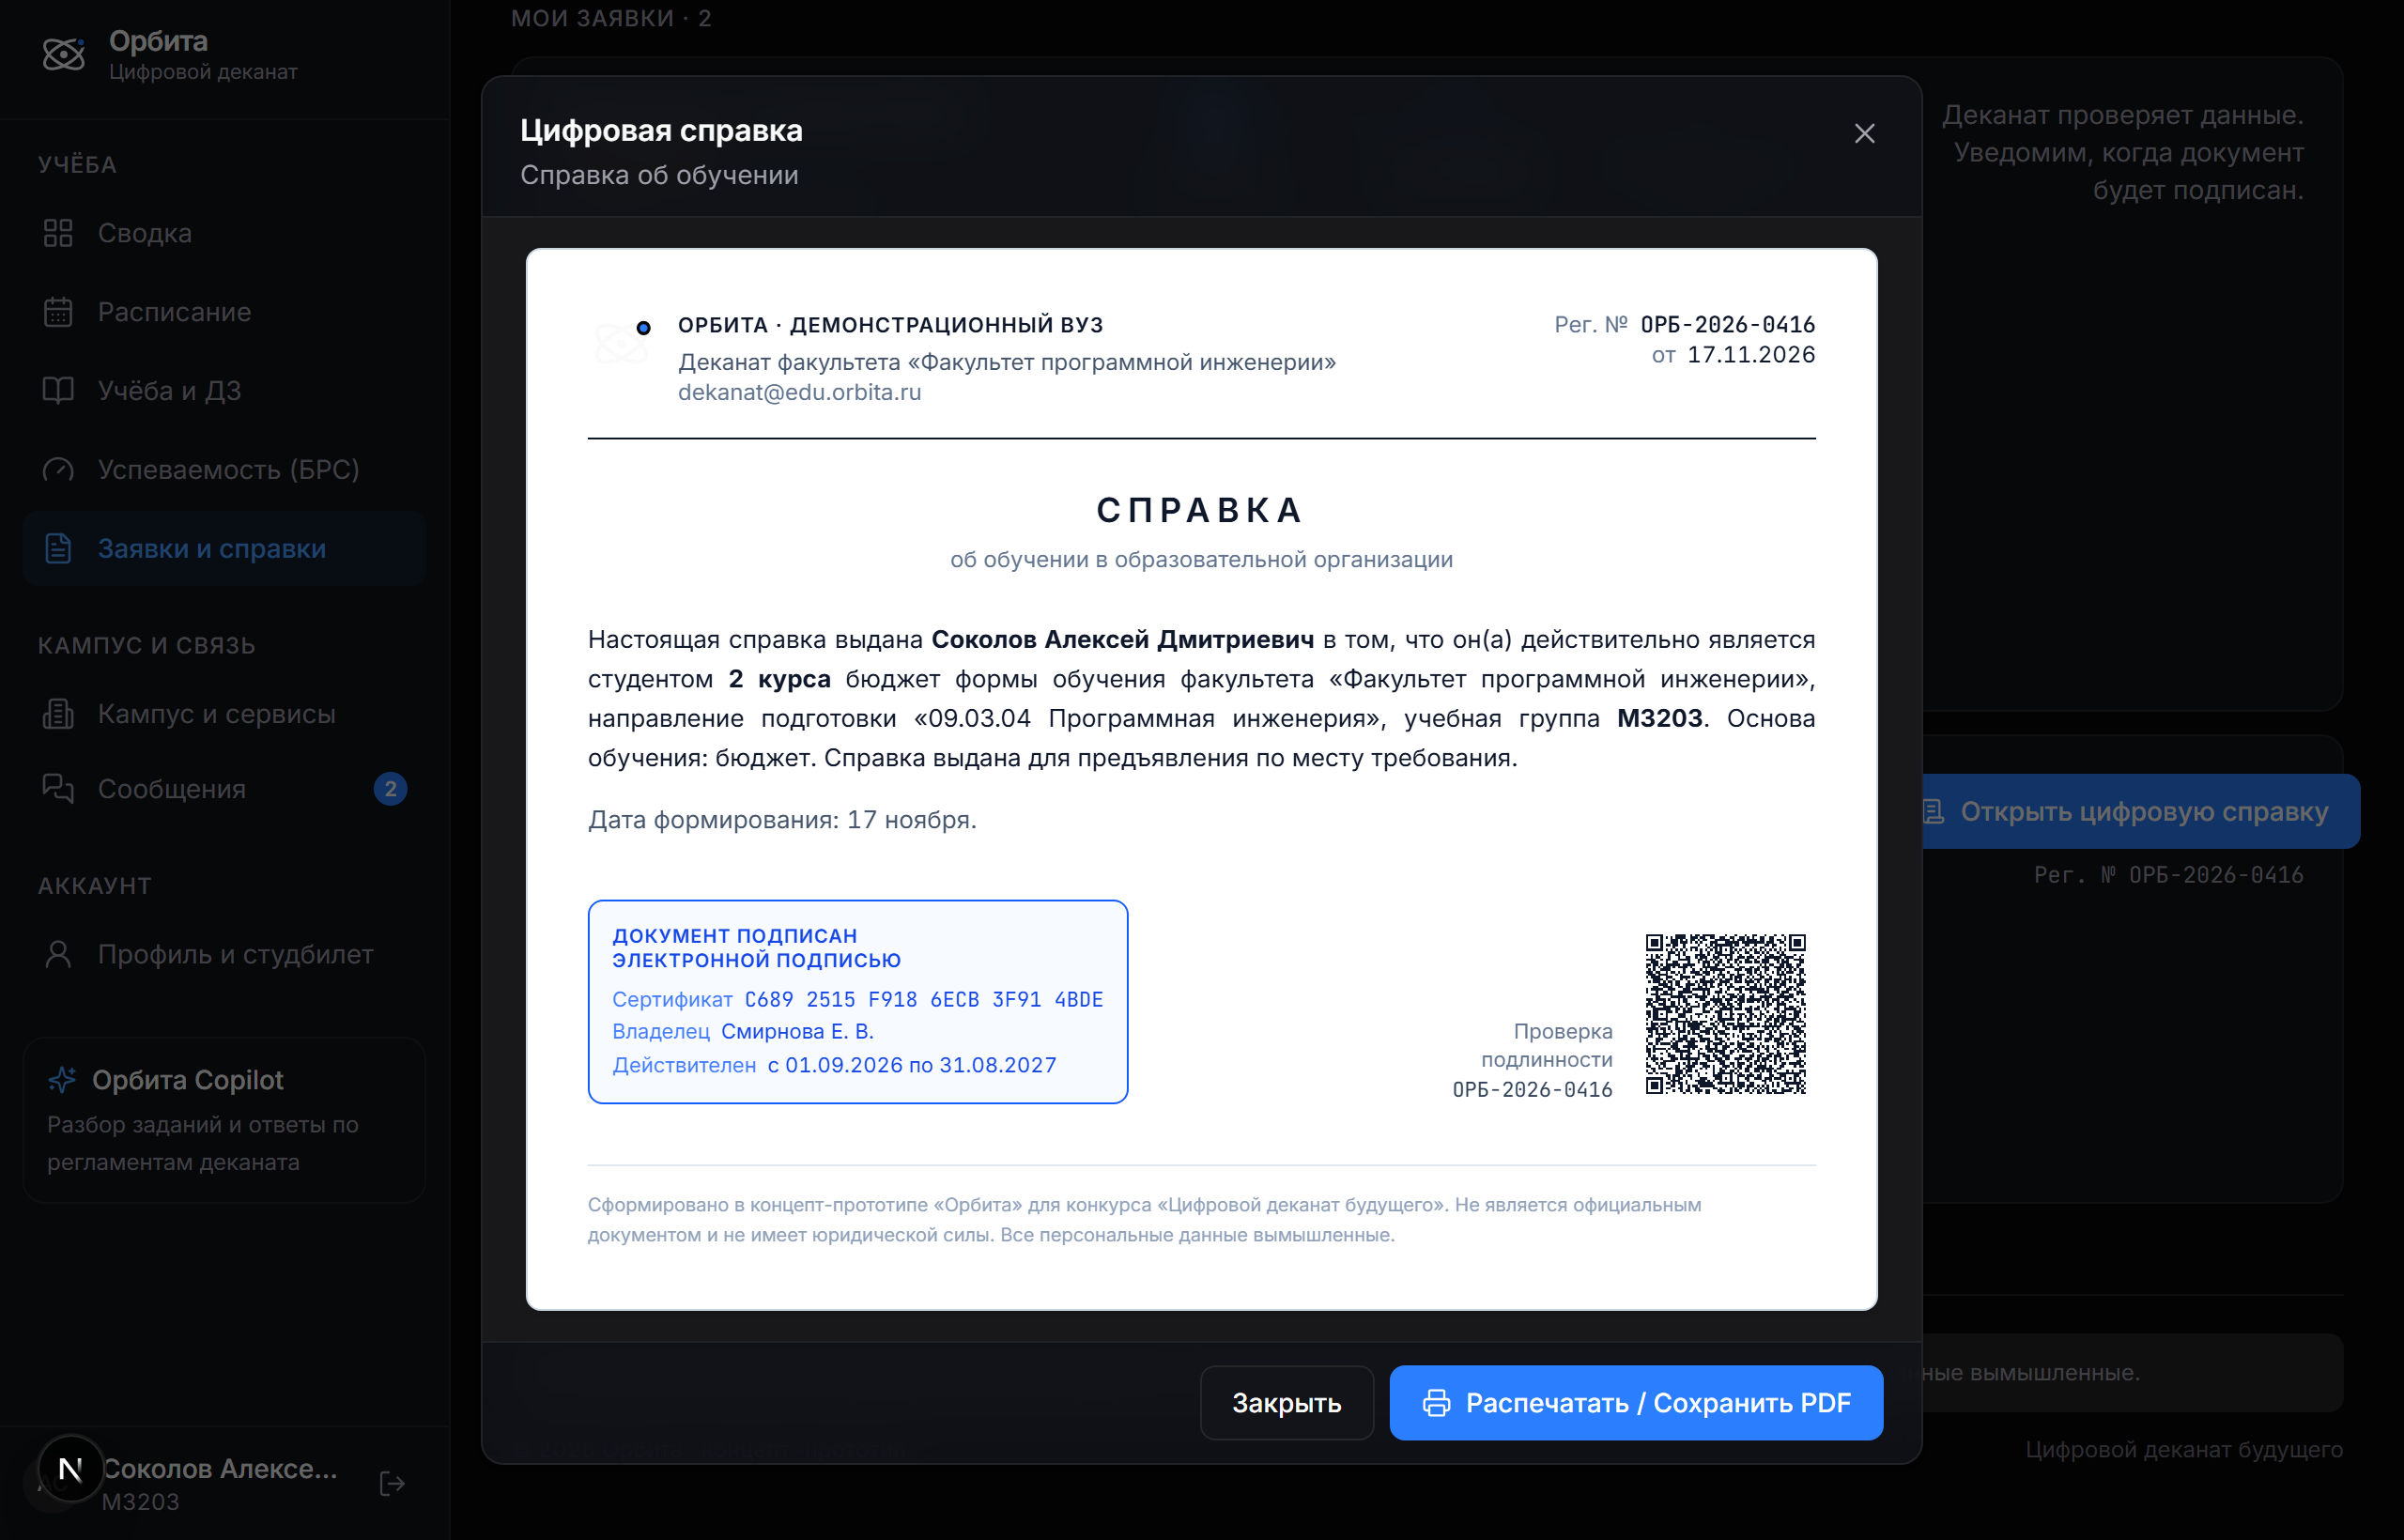 Орбита
Цифровой деканат
УЧЁБА
Сводка
Расписание
Учёба и ДЗ
Успеваемость (БРС)
Заявки и справки
КАМПУС И СВЯЗЬ
Кампус и сервисы
Сообщения
2
АККАУНТ
Профиль и студбилет
Орбита Copilot
Разбор заданий и ответы по
регламентам деканата
N
Соколов Алексе...
М3203
МОИ ЗАЯВКИ · 2
Деканат проверяет данные.
Уведомим, когда документ
будет подписан.
Открыть цифровую справку
Рег. № ОРБ-2026-0416
ные вымышленные.
Цифровой деканат будущего
Цифровая справка
Справка об обучении
ОРБИТА · ДЕМОНСТРАЦИОННЫЙ ВУЗ
Деканат факультета «Факультет программной инженерии»
dekanat@edu.orbita.ru
Рег. № ОРБ-2026-0416
от 17.11.2026
СПРАВКА
об обучении в образовательной организации
Настоящая справка выдана Соколов Алексей Дмитриевич в том, что он(а) действительно является
студентом 2 курса бюджет формы обучения факультета «Факультет программной инженерии»,
направление подготовки «09.03.04 Программная инженерия», учебная группа М3203. Основа
обучения: бюджет. Справка выдана для предъявления по месту требования.
Дата формирования: 17 ноября.
ДОКУМЕНТ ПОДПИСАН
ЭЛЕКТРОННОЙ ПОДПИСЬЮ
Сертификат C689 2515 F918 6ECB 3F91 4BDE
Владелец Смирнова Е. В.
Действителен с 01.09.2026 по 31.08.2027
Проверка
подлинности
ОРБ-2026-0416
Сформировано в концепт-прототипе «Орбита» для конкурса «Цифровой деканат будущего». Не является официальным
документом и не имеет юридической силы. Все персональные данные вымышленные.
Закрыть
Распечатать / Сохранить PDF